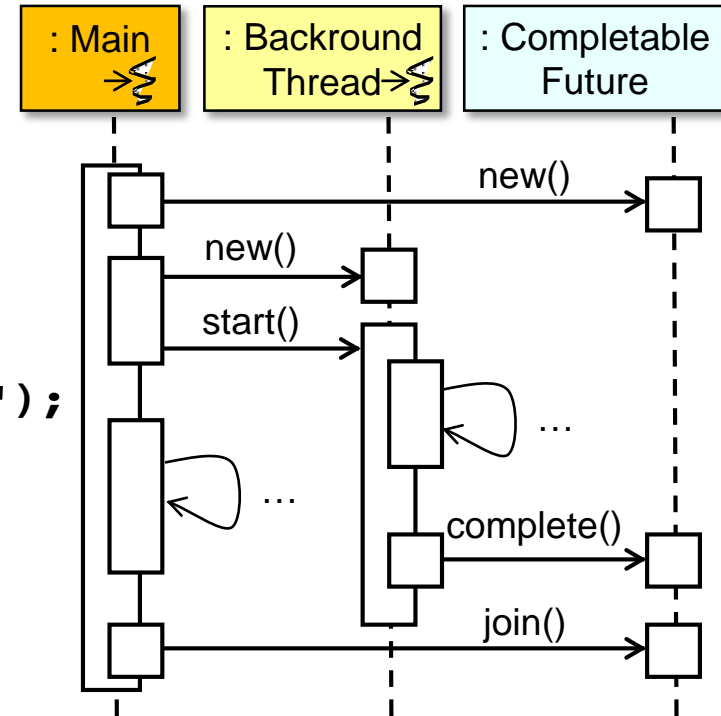 : Main
: Backround
Thread
: Completable
Future
new()
new()
start()
");
...
...
complete()
join()